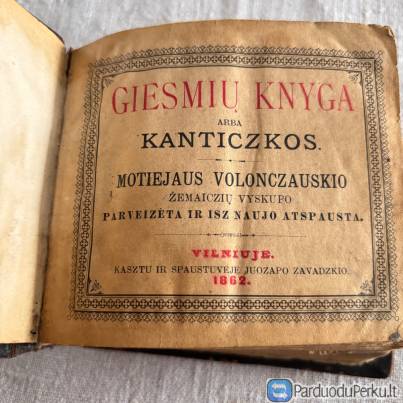 GIESMIŲ KNYGA
ARBA
KANTICZKOS.
MOTIEJAUS VOLONCZAUSKIO
ŽEMAICZIŲ VYSKUPO
PARVEIZĖTA IR ISZ NAUJO ATSPAUSTA.
VILNIUJE.
KASZTU IR SPAUSTUVĖJE JUOZAPO ZAVADZKIO.
1862.
ParduoduPerku.lt